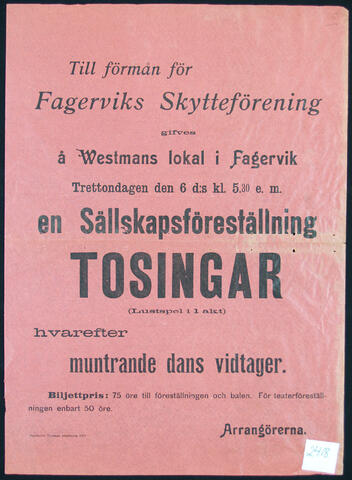 Till förmån för
Fagerviks Skytteförening
gifves
å Westmans lokal i Fagervik
Trettondagen den 6 d:s kl. 5,30 e. m.
en Sällskapsföreställning
TOSINGAR
(Lustspel i 1 akt)
hvarefter
muntrande dans vidtager.
Biljettpris: 75 öre till föreställningen och balen. För teaterföreställ-
ningen enbart 50 öre.
Arrangörerna.
2418